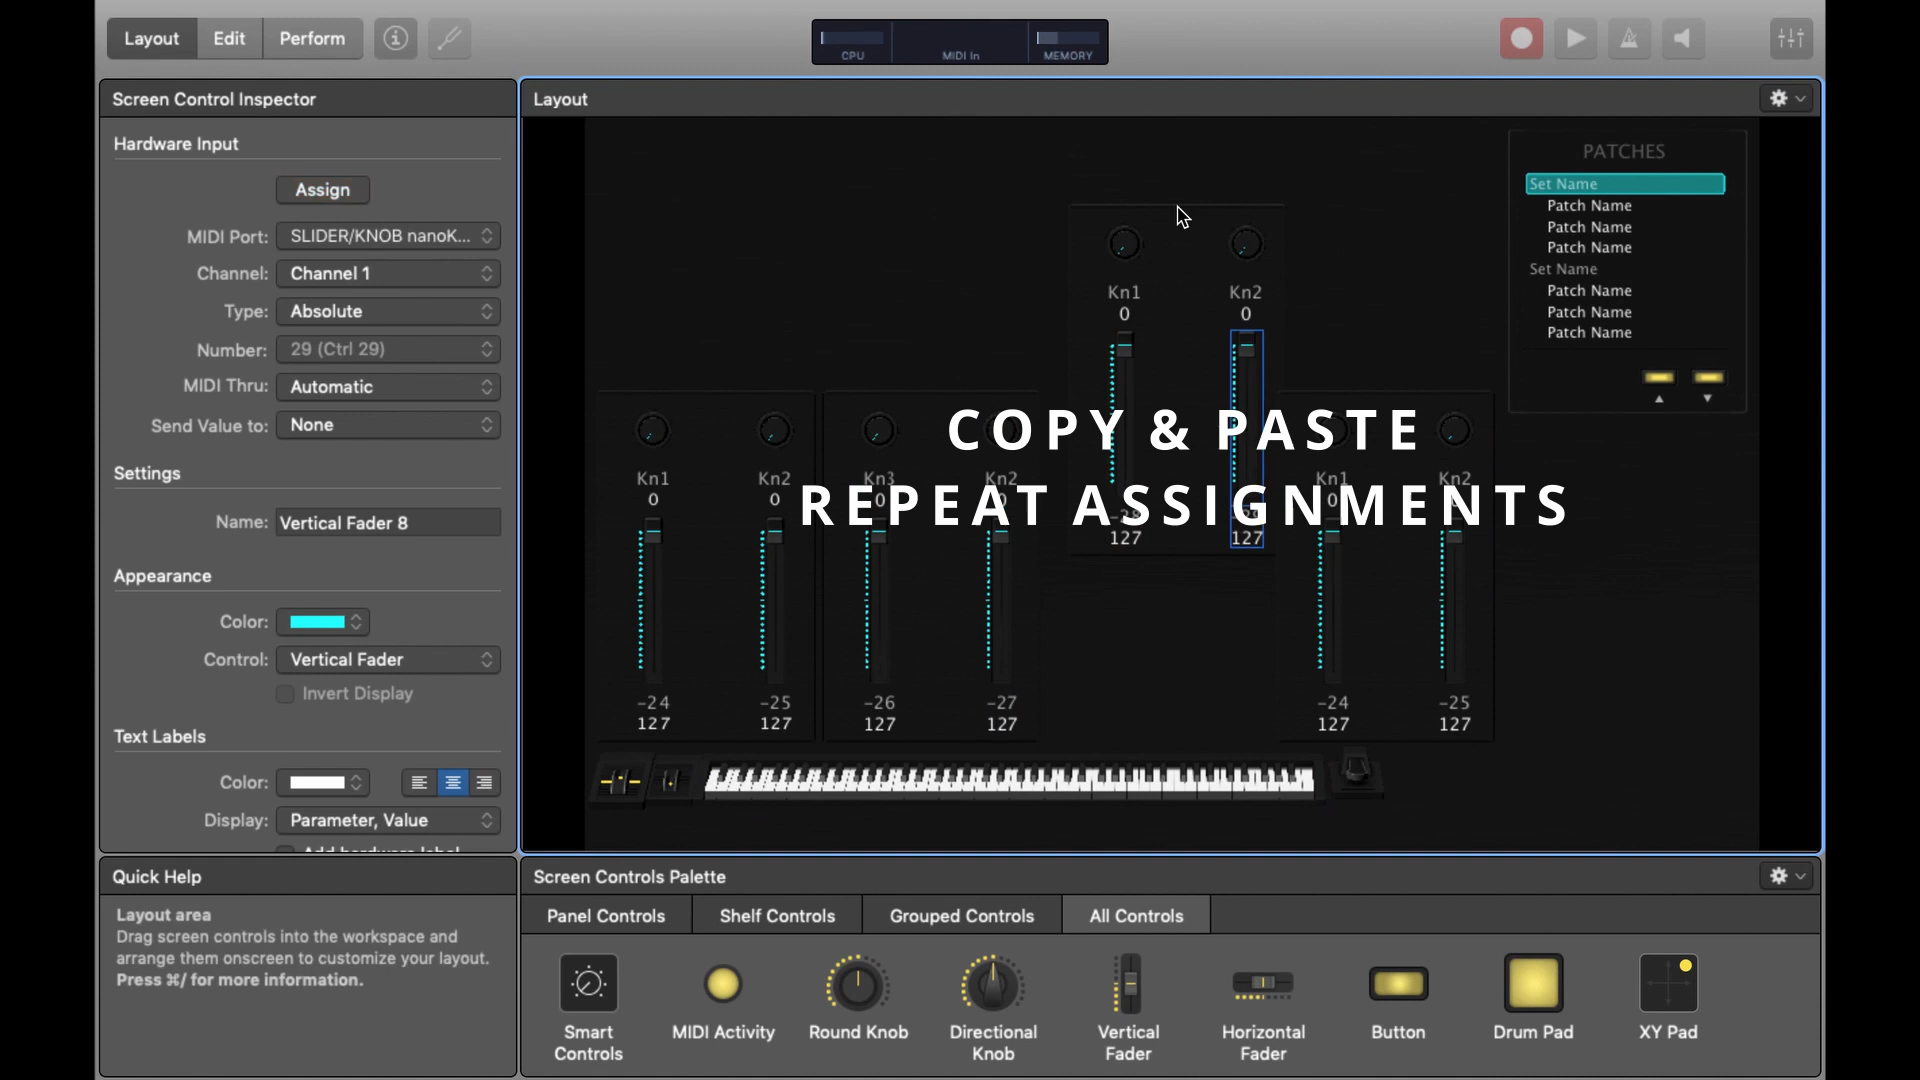 Layout
Edit
Perform
CPU
MIDI In
MEMORY
Screen Control Inspector
Hardware Input
Assign
MIDI Port: SLIDER/KNOB nanoK...
Channel: Channel 1
Type: Absolute
Number: 29 (Ctrl 29)
MIDI Thru: Automatic
Send Value to: None
Settings
Name: Vertical Fader 8
Appearance
Color:
Control: Vertical Fader
Invert Display
Text Labels
Color:
Display: Parameter, Value
Add hardware label
Quick Help
Layout area
Drag screen controls into the workspace and
arrange them onscreen to customize your layout.
Press ⌘/ for more information.
Layout
PATCHES
Set Name
Patch Name
Patch Name
Patch Name
Set Name
Patch Name
Patch Name
Patch Name
Kn1 Kn2
0 0
COPY & PASTE
REPEAT ASSIGNMENTS
127 127
Kn1 Kn2 Kn3 Kn2 Kn1 Kn2
0 0 0 0
-24 -25 -26 -27 -24 -25
127 127 127 127 127 127
Screen Controls Palette
Panel Controls
Shelf Controls
Grouped Controls
All Controls
Smart
Controls
MIDI Activity
Round Knob
Directional
Knob
Vertical
Fader
Horizontal
Fader
Button
Drum Pad
XY Pad